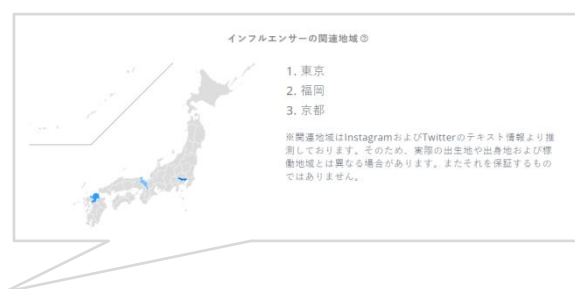 インフルエンサーの関連地域?
1. 東京
2. 福岡
3. 京都
※関連地域はInstagramおよびTwitterのテキスト情報より推
測しております。そのため、実際の出生地や出身地および稼
働地域とは異なる場合があります。またそれを保証するもの
ではありません。